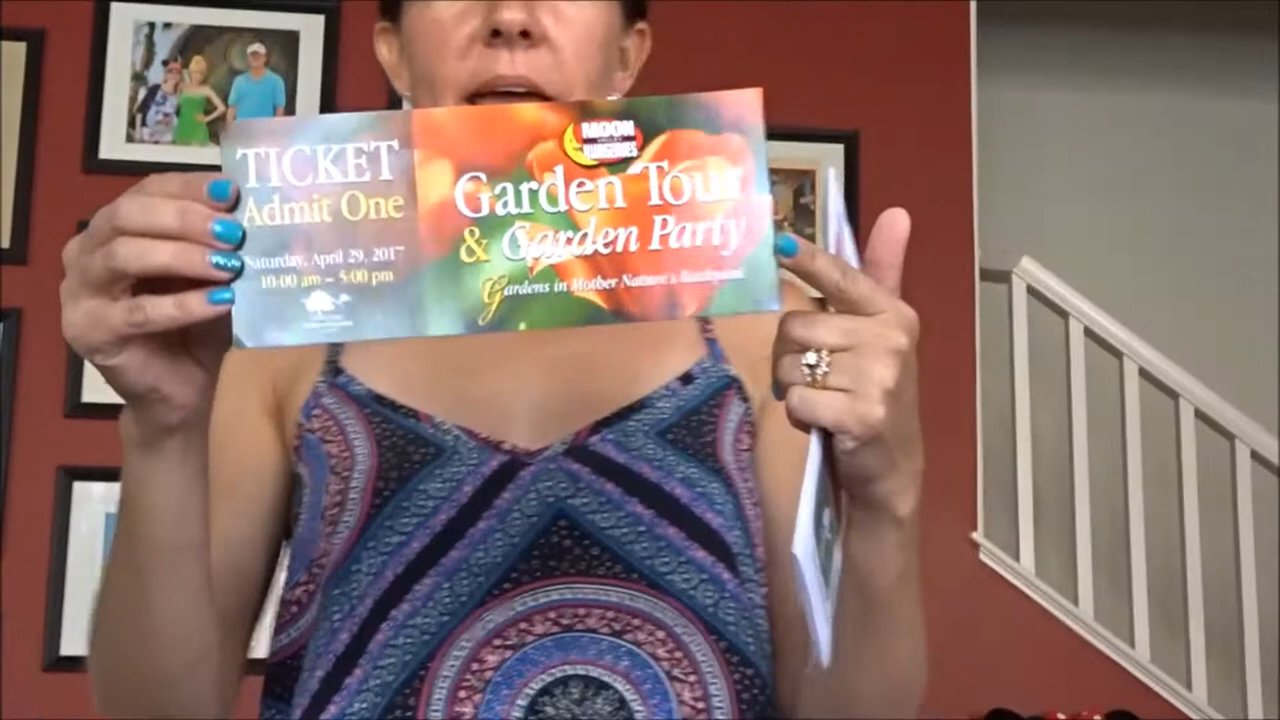 TICKET
Admit One
Saturday, April 29, 2017
10:00 am – 5:00 pm
MOON
VALLEY
NURSERIES
Garden Tour
& Garden Party
Gardens in Mother Nature's